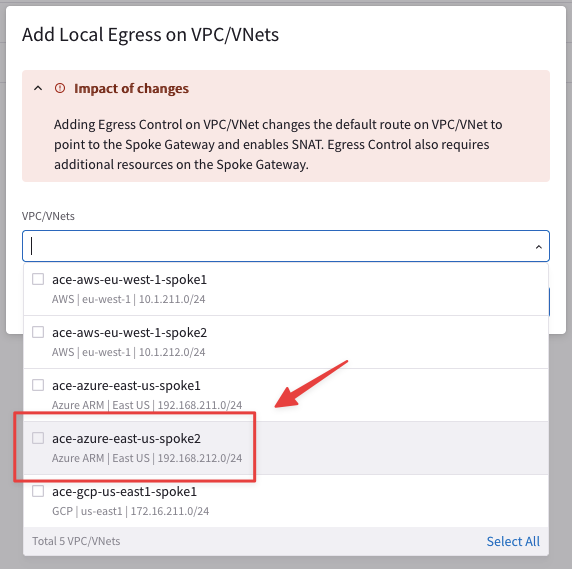 Add Local Egress on VPC/VNets
Impact of changes
Adding Egress Control on VPC/VNet changes the default route on VPC/VNet to
point to the Spoke Gateway and enables SNAT. Egress Control also requires
additional resources on the Spoke Gateway.
VPC/VNets
ace-aws-eu-west-1-spoke1
AWS | eu-west-1 | 10.1.211.0/24
ace-aws-eu-west-1-spoke2
AWS | eu-west-1 | 10.1.212.0/24
ace-azure-east-us-spoke1
Azure ARM | East US | 192.168.211.0/24
ace-azure-east-us-spoke2
Azure ARM | East US | 192.168.212.0/24
ace-gcp-us-east1-spoke1
GCP | us-east1 | 172.16.211.0/24
Total 5 VPC/VNets
Select All